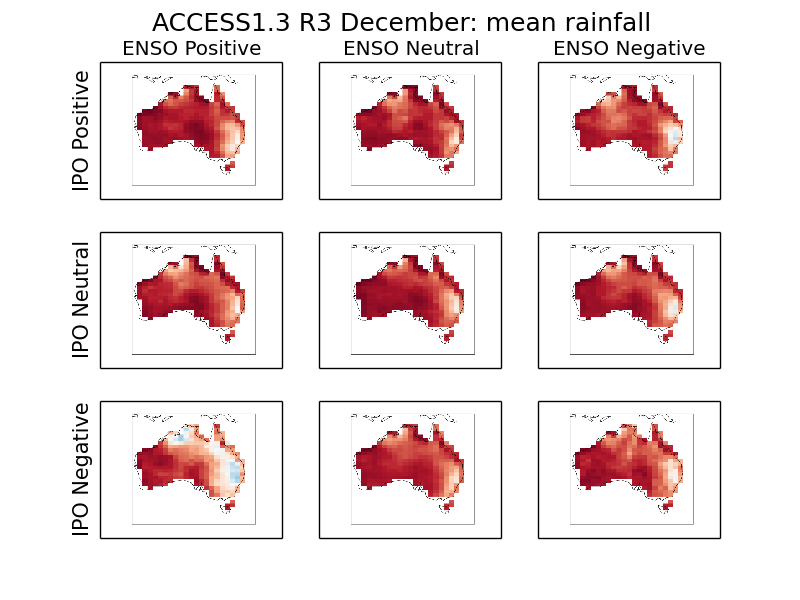 ACCESS1.3 R3 December: mean rainfall
ENSO Positive
ENSO Neutral
ENSO Negative
IPO Positive
IPO Neutral
IPO Negative